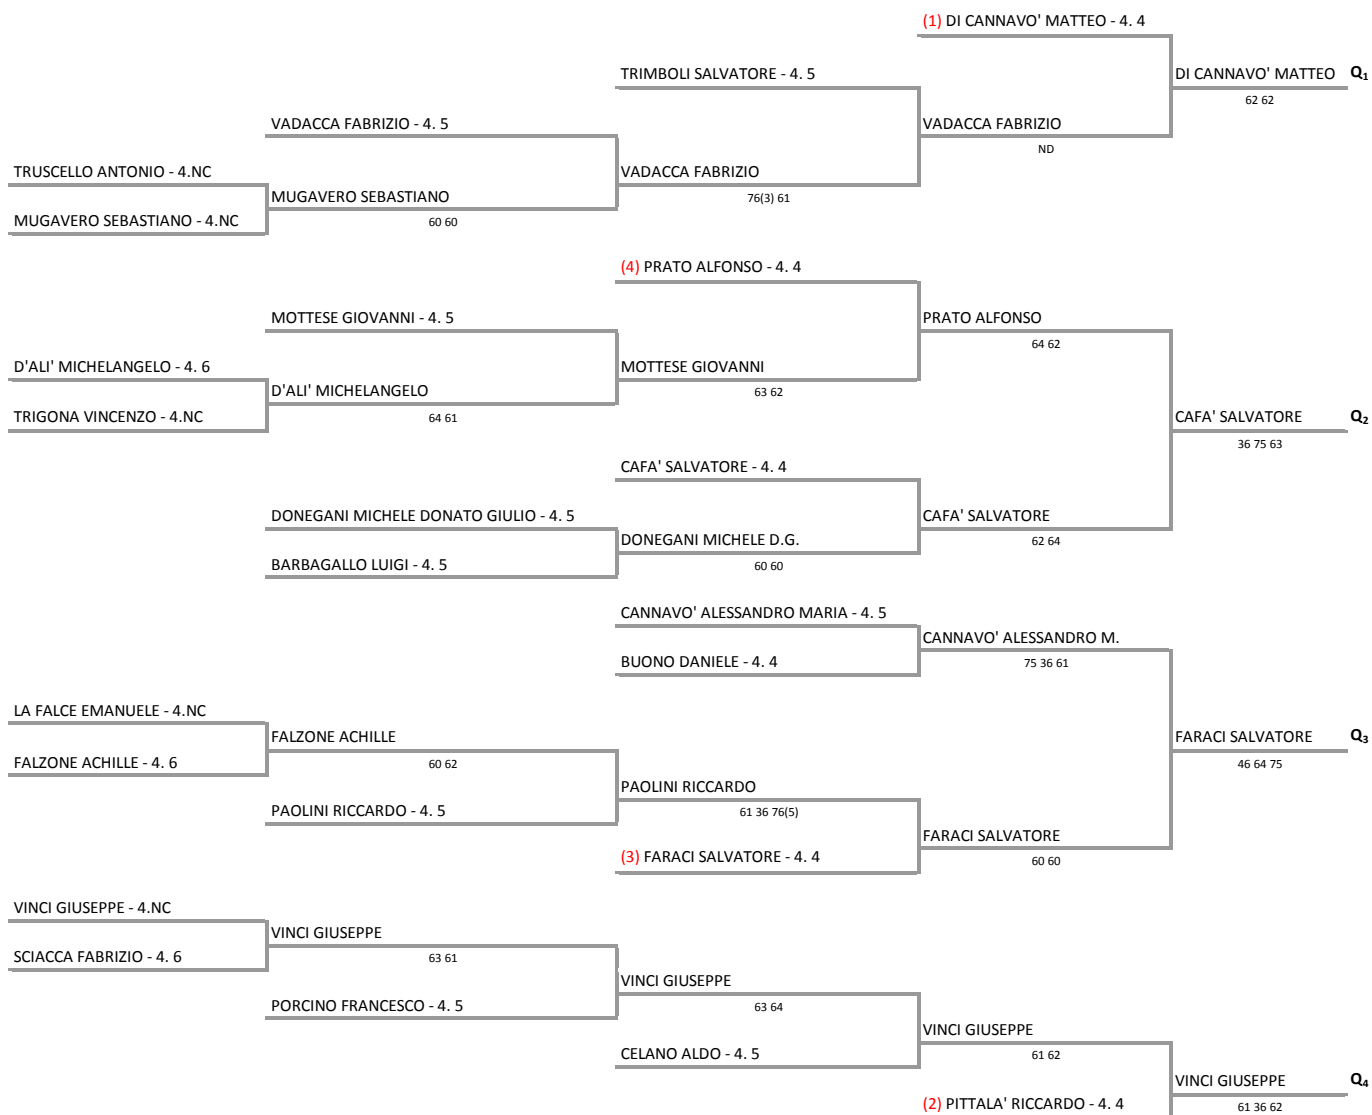 (1) DI CANNAVO' MATTEO - 4. 4
TRIMBOLI SALVATORE - 4. 5
DI CANNAVO' MATTEO Q1
62 62
VADACCA FABRIZIO - 4. 5
VADACCA FABRIZIO
ND
TRUSCELLO ANTONIO - 4.NC
VADACCA FABRIZIO
76(3) 61
MUGAVERO SEBASTIANO
60 60
MUGAVERO SEBASTIANO - 4.NC
(4) PRATO ALFONSO - 4. 4
MOTTESE GIOVANNI - 4. 5
PRATO ALFONSO
64 62
D'ALI' MICHELANGELO - 4. 6
MOTTESE GIOVANNI
63 62
D'ALI' MICHELANGELO
64 61
TRIGONA VINCENZO - 4.NC
CAFA' SALVATORE Q2
36 75 63
CAFA' SALVATORE - 4. 4
DONEGANI MICHELE DONATO GIULIO - 4. 5
CAFA' SALVATORE
62 64
DONEGANI MICHELE D.G.
60 60
BARBAGALLO LUIGI - 4. 5
CANNAVO' ALESSANDRO MARIA - 4. 5
CANNAVO' ALESSANDRO M.
75 36 61
BUONO DANIELE - 4. 4
LA FALCE EMANUELE - 4.NC
FALZONE ACHILLE
60 62
FARACI SALVATORE Q3
46 64 75
FALZONE ACHILLE - 4. 6
PAOLINI RICCARDO
61 36 76(5)
PAOLINI RICCARDO - 4. 5
FARACI SALVATORE
60 60
(3) FARACI SALVATORE - 4. 4
VINCI GIUSEPPE - 4.NC
VINCI GIUSEPPE
63 61
SCIACCA FABRIZIO - 4. 6
VINCI GIUSEPPE
63 64
PORCINO FRANCESCO - 4. 5
VINCI GIUSEPPE
61 62
CELANO ALDO - 4. 5
VINCI GIUSEPPE Q4
61 36 62
(2) PITTALA' RICCARDO - 4. 4